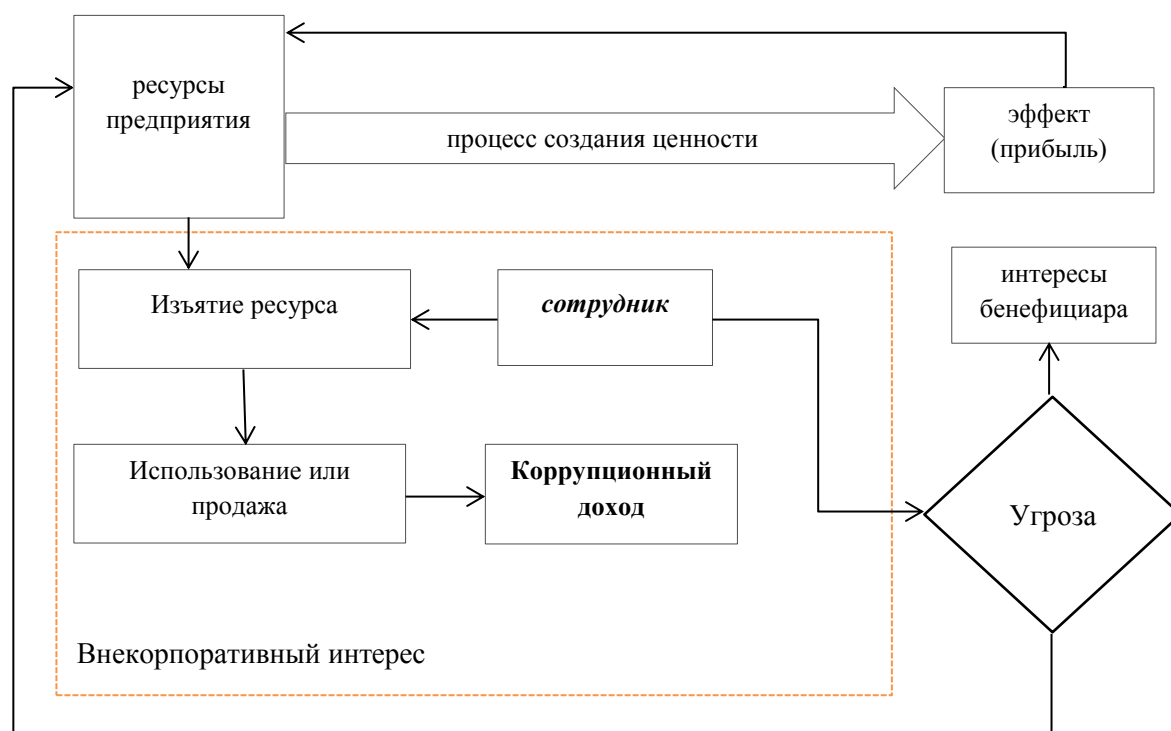 ресурсы
предприятия
процесс создания ценности
эффект
(прибыль)
Изъятие ресурса
сотрудник
интересы
бенефициара
Использование или
продажа
Коррупционный
доход
Угроза
Внекорпоративный интерес